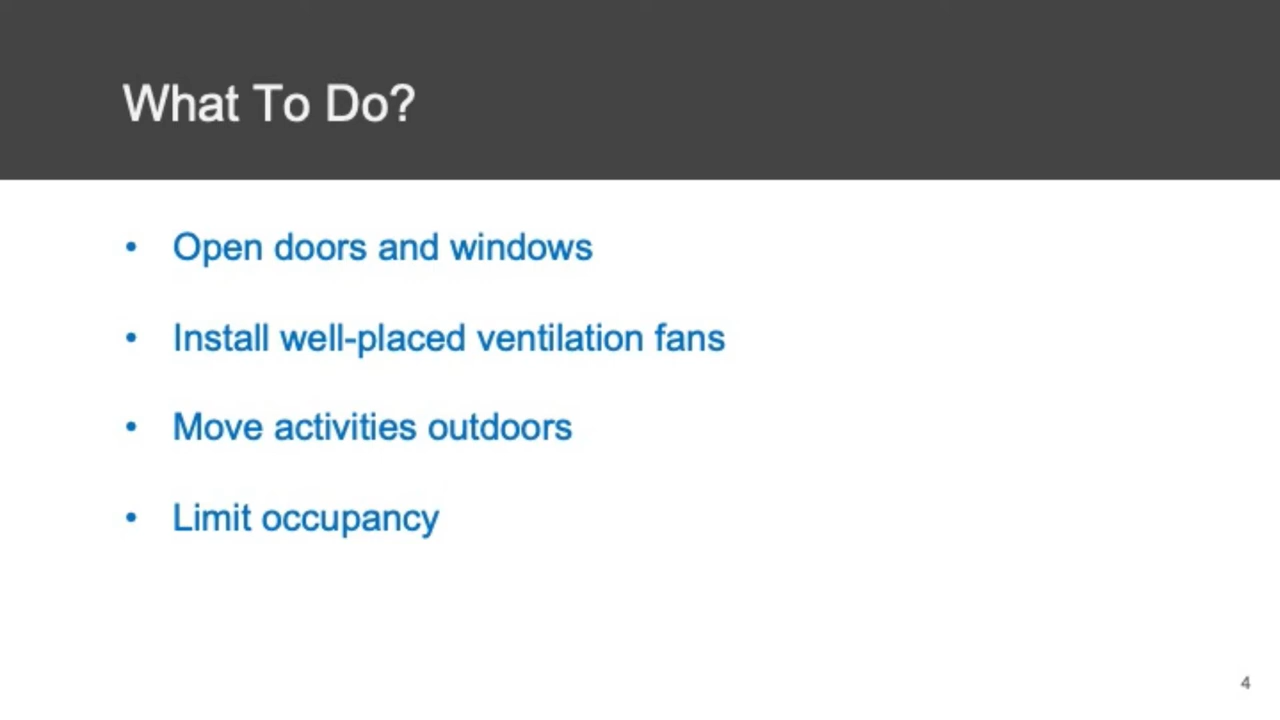 What To Do?
• Open doors and windows
• Install well-placed ventilation fans
• Move activities outdoors
• Limit occupancy
4